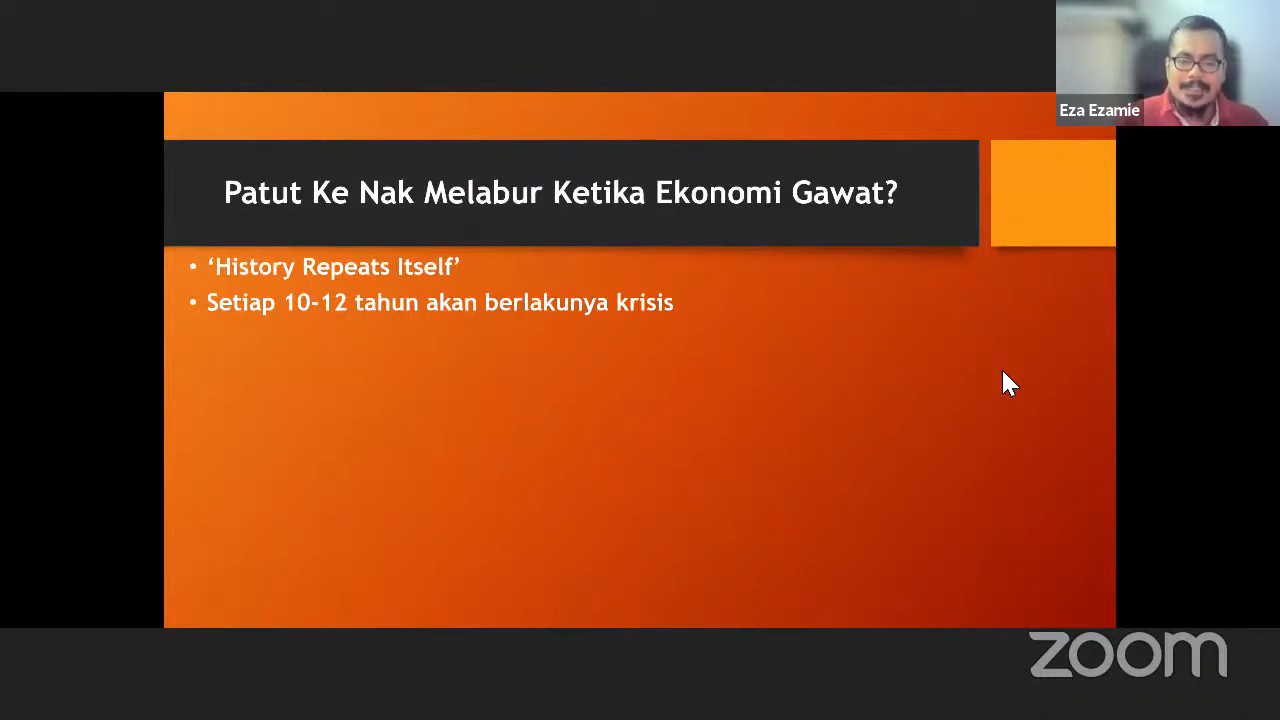 Eza Ezamie
Patut Ke Nak Melabur Ketika Ekonomi Gawat?
• ‘History Repeats Itself’
• Setiap 10-12 tahun akan berlakunya krisis
zoom